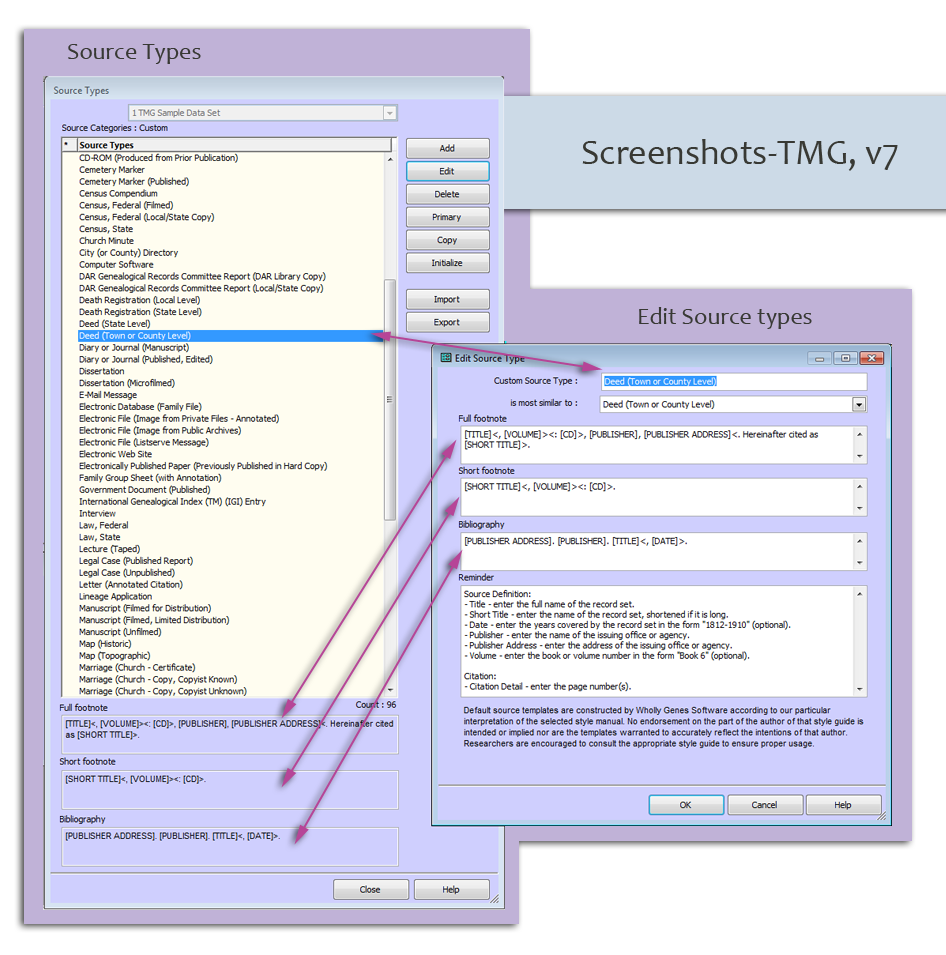 Source Types
Source Types
1 TMG Sample Data Set
Source Categories : Custom
* Source Types
CD-ROM (Produced from Prior Publication)
Cemetery Marker
Cemetery Marker (Published)
Census Compendium
Census, Federal (Filmed)
Census, Federal (Local/State Copy)
Census, State
Church Minute
City (or County) Directory
Computer Software
DAR Genealogical Records Committee Report (DAR Library Copy)
DAR Genealogical Records Committee Report (Local/State Copy)
Death Registration (Local Level)
Death Registration (State Level)
Deed (State Level)
Deed (Town or County Level)
Diary or Journal (Manuscript)
Diary or Journal (Published, Edited)
Dissertation
Dissertation (Microfilmed)
E-Mail Message
Electronic Database (Family File)
Electronic File (Image from Private Files - Annotated)
Electronic File (Image from Public Archives)
Electronic File (Listserve Message)
Electronic Web Site
Electronically Published Paper (Previously Published in Hard Copy)
Family Group Sheet (with Annotation)
Government Document (Published)
International Genealogical Index (TM) (IGI) Entry
Interview
Law, Federal
Law, State
Lecture (Taped)
Legal Case (Published Report)
Legal Case (Unpublished)
Letter (Annotated Citation)
Lineage Application
Manuscript (Filmed for Distribution)
Manuscript (Filmed, Limited Distribution)
Manuscript (Unfilmed)
Map (Historic)
Map (Topographic)
Marriage (Church - Certificate)
Marriage (Church - Copy, Copyist Known)
Marriage (Church - Copy, Copyist Unknown)
Add
Edit
Delete
Primary
Copy
Initialize
Import
Export
Full footnote
Count : 96
[TITLE]<, [VOLUME]><: [CD]>, [PUBLISHER], [PUBLISHER ADDRESS]<. Hereinafter cited
as [SHORT TITLE]>.
Short footnote
[SHORT TITLE]<, [VOLUME]><: [CD]>.
Bibliography
[PUBLISHER ADDRESS]. [PUBLISHER]. [TITLE]<, [DATE]>.
Close
Help
Screenshots-TMG, v7
Edit Source types
Edit Source Type
Custom Source Type :
Deed (Town or County Level)
is most similar to :
Deed (Town or County Level)
Full footnote
[TITLE]<, [VOLUME]><: [CD]>, [PUBLISHER], [PUBLISHER ADDRESS]<. Hereinafter cited as
[SHORT TITLE]>.
Short footnote
[SHORT TITLE]<, [VOLUME]><: [CD]>.
Bibliography
[PUBLISHER ADDRESS]. [PUBLISHER]. [TITLE]<, [DATE]>.
Reminder
Source Definition:
- Title - enter the full name of the record set.
- Short Title - enter the name of the record set, shortened if it is long.
- Date - enter the years covered by the record set in the form "1812-1910" (optional).
- Publisher - enter the name of the issuing office or agency.
- Publisher Address - enter the address of the issuing office or agency.
- Volume - enter the book or volume number in the form "Book 6" (optional).
Citation:
- Citation Detail - enter the page number(s).
Default source templates are constructed by Wholly Genes Software according to our particular
interpretation of the selected style manual. No endorsement on the part of the author of that style guide is
intended or implied nor are the templates warranted to accurately reflect the intentions of that author.
Researchers are encouraged to consult the appropriate style guide to ensure proper usage.
OK
Cancel
Help